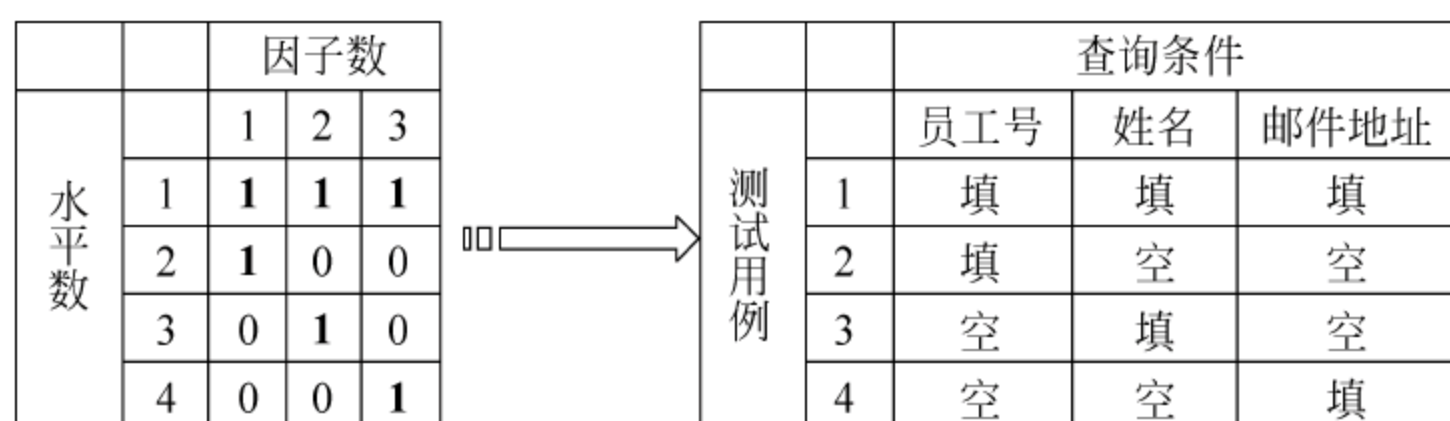 因子数
水平数
1 2 3
1 1 1 1
2 1 0 0
3 0 1 0
4 0 0 1
查询条件
测试用例
员工号 姓名 邮件地址
1 填 填 填
2 填 空 空
3 空 填 空
4 空 空 填